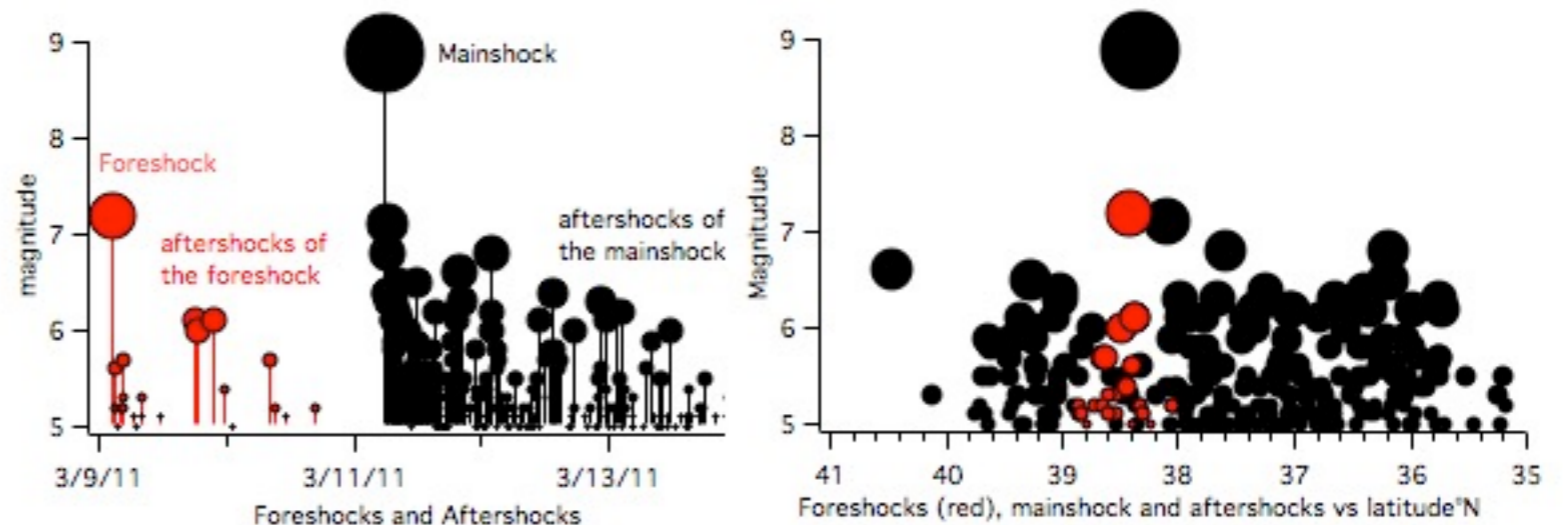 9
Mainshock
8
Foreshock
7
aftershocks of
the foreshock
aftershocks of
the mainshock
magnitude
6
5
3/9/11
3/11/11
3/13/11
Foreshocks and Aftershocks
9
8
7
Magnitudue
6
5
41
40
39
38
37
36
35
Foreshocks (red), mainshock and aftershocks vs latitude°N